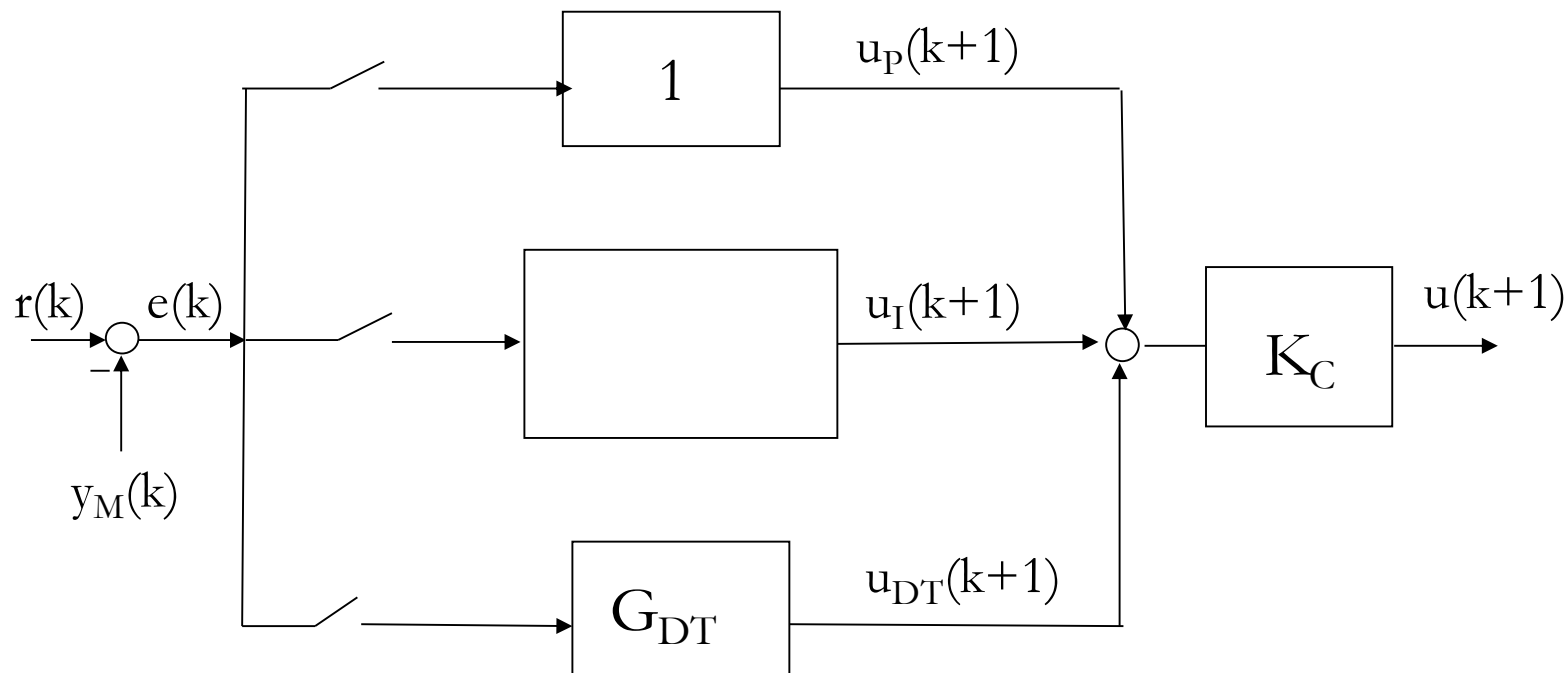 u_P(k+1)
1
r(k)
e(k)
u_I(k+1)
u(k+1)
K_C
–
y_M(k)
u_DT(k+1)
G_DT